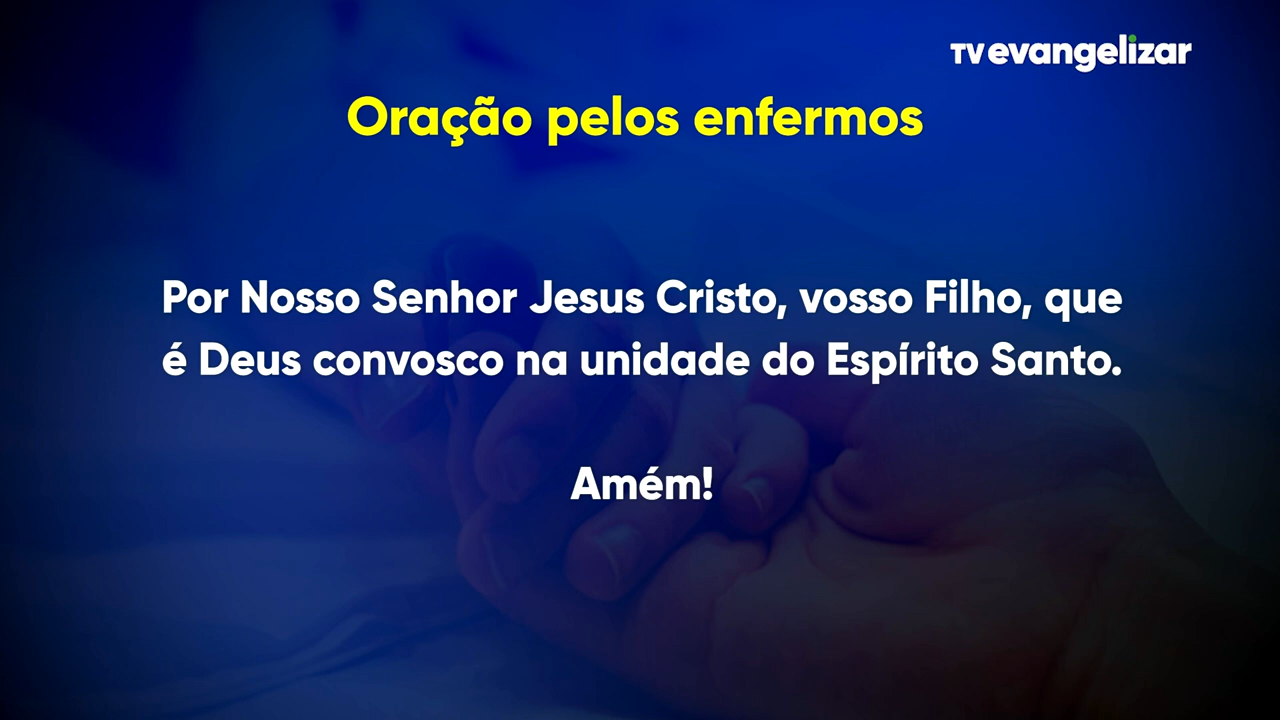 TV evangelizar
Oração pelos enfermos
Por Nosso Senhor Jesus Cristo, vosso Filho, que
é Deus convosco na unidade do Espírito Santo.
Amém!